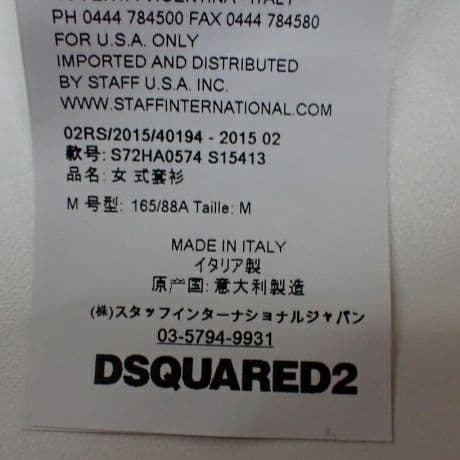 VICENTINA - ITALY
PH 0444 784500 FAX 0444 784580
FOR U.S.A. ONLY
IMPORTED AND DISTRIBUTED
BY STAFF U.S.A. INC.
WWW.STAFFINTERNATIONAL.COM
02RS/2015/40194 - 2015 02
款号: S72HA0574 S15413
品名: 女 式套衫
M 号型: 165/88A Taille: M
MADE IN ITALY
イタリア製
原产国: 意大利製造
(株)スタッフインターナショナルジャパン
03-5794-9931
DSQUARED2